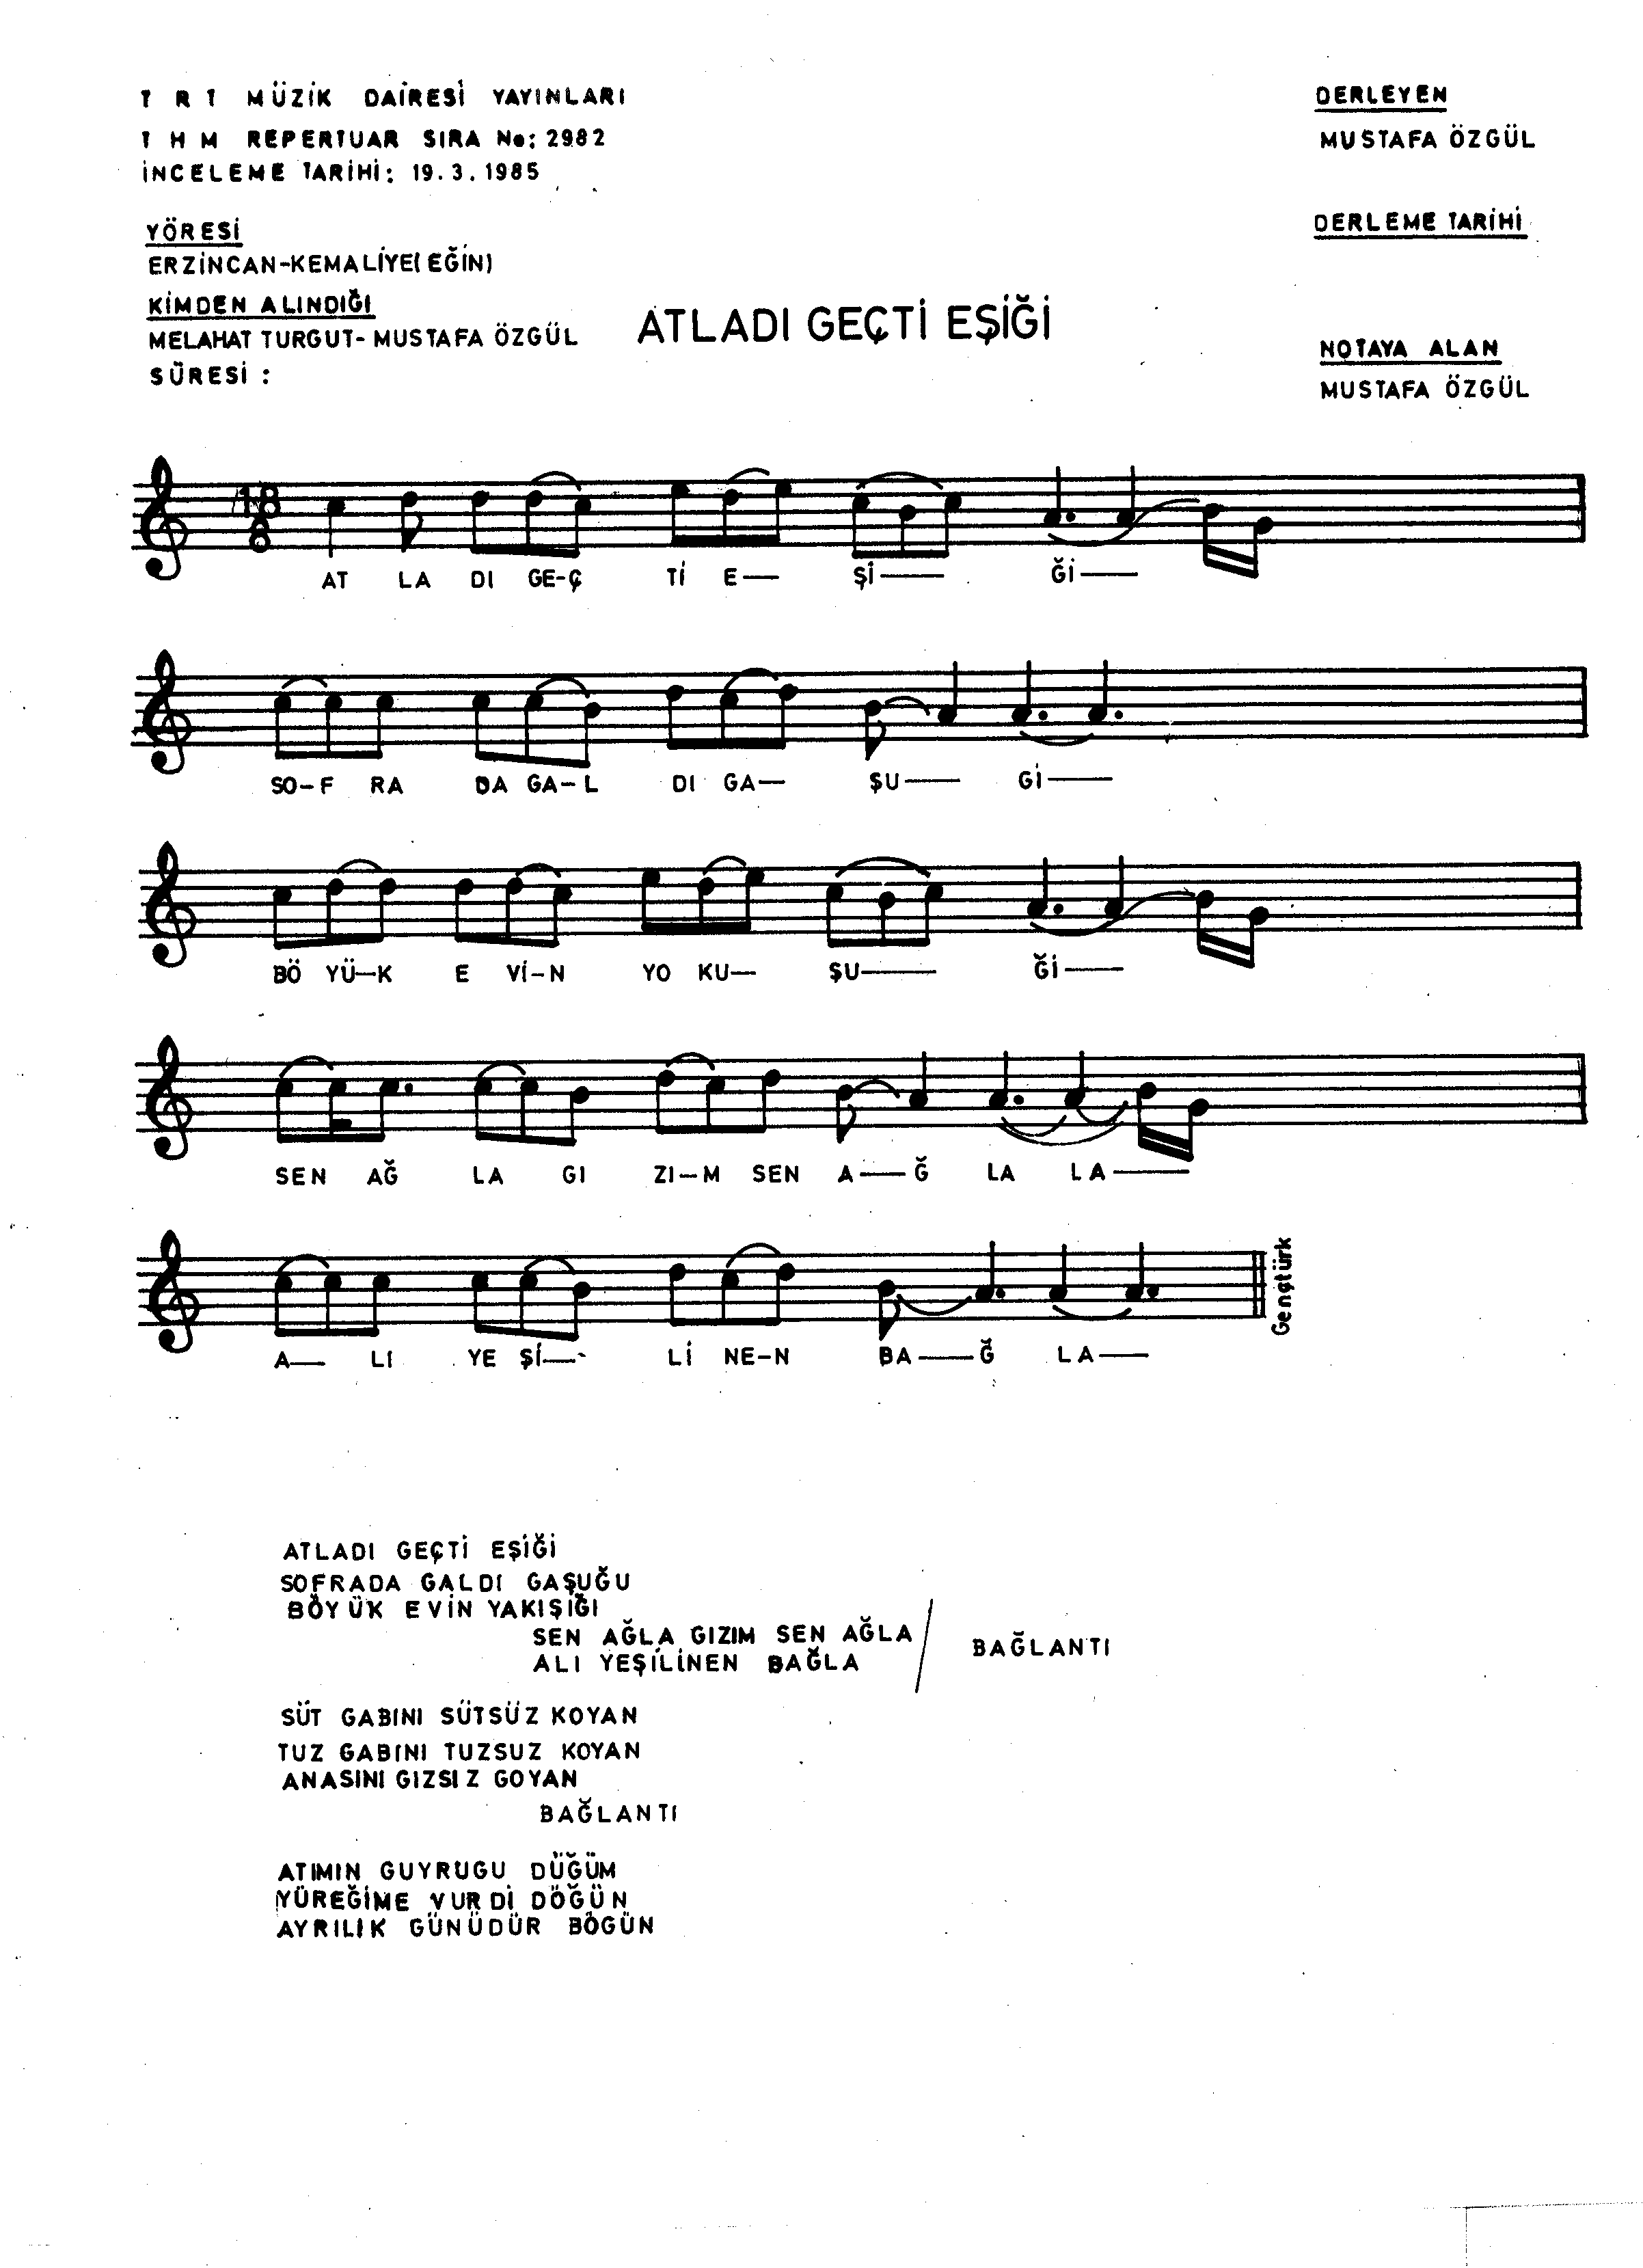 T R T MÜZİK DAİRESİ YAYINLARI
T H M REPERTUAR SIRA No: 2982
İNCELEME TARİHİ: 19.3.1985
DERLEYEN
MUSTAFA ÖZGÜL
DERLEME TARİHİ
YÖRESİ
ERZİNCAN-KEMALİYE(EĞİN)
KİMDEN ALINDIĞI
MELAHAT TURGUT-MUSTAFA ÖZGÜL
SÜRESİ :
ATLADI GEÇTİ EŞİĞİ
NOTAYA ALAN
MUSTAFA ÖZGÜL
18
8
AT LA DI GE-Ç Tİ E— Şİ— Ğİ—
SO-F RA DA GA-L DI GA— ŞU— Gİ—
BÖ YÜ-K E Vİ-N YO KU— ŞU— Ğİ—
SEN AĞ LA GI ZI-M SEN A—Ğ LA LA—
A— LI YE Şİ— Lİ NE-N BA—Ğ LA—
Gençtürk
ATLADI GEÇTİ EŞİĞİ
SOFRADA GALDI GAŞUĞU
BÖYÜK EVİN YAKIŞIĞI
SEN AĞLA GIZIM SEN AĞLA
ALI YEŞİLİNEN BAĞLA
BAĞLANTI
SÜT GABINI SÜTSÜZ KOYAN
TUZ GABINI TUZSUZ KOYAN
ANASINI GIZSIZ GOYAN
BAĞLANTI
ATIMIN GUYRUGU DÜĞÜM
YÜREĞİME VURDİ DÖĞÜN
AYRILIK GÜNÜDÜR BÖGÜN